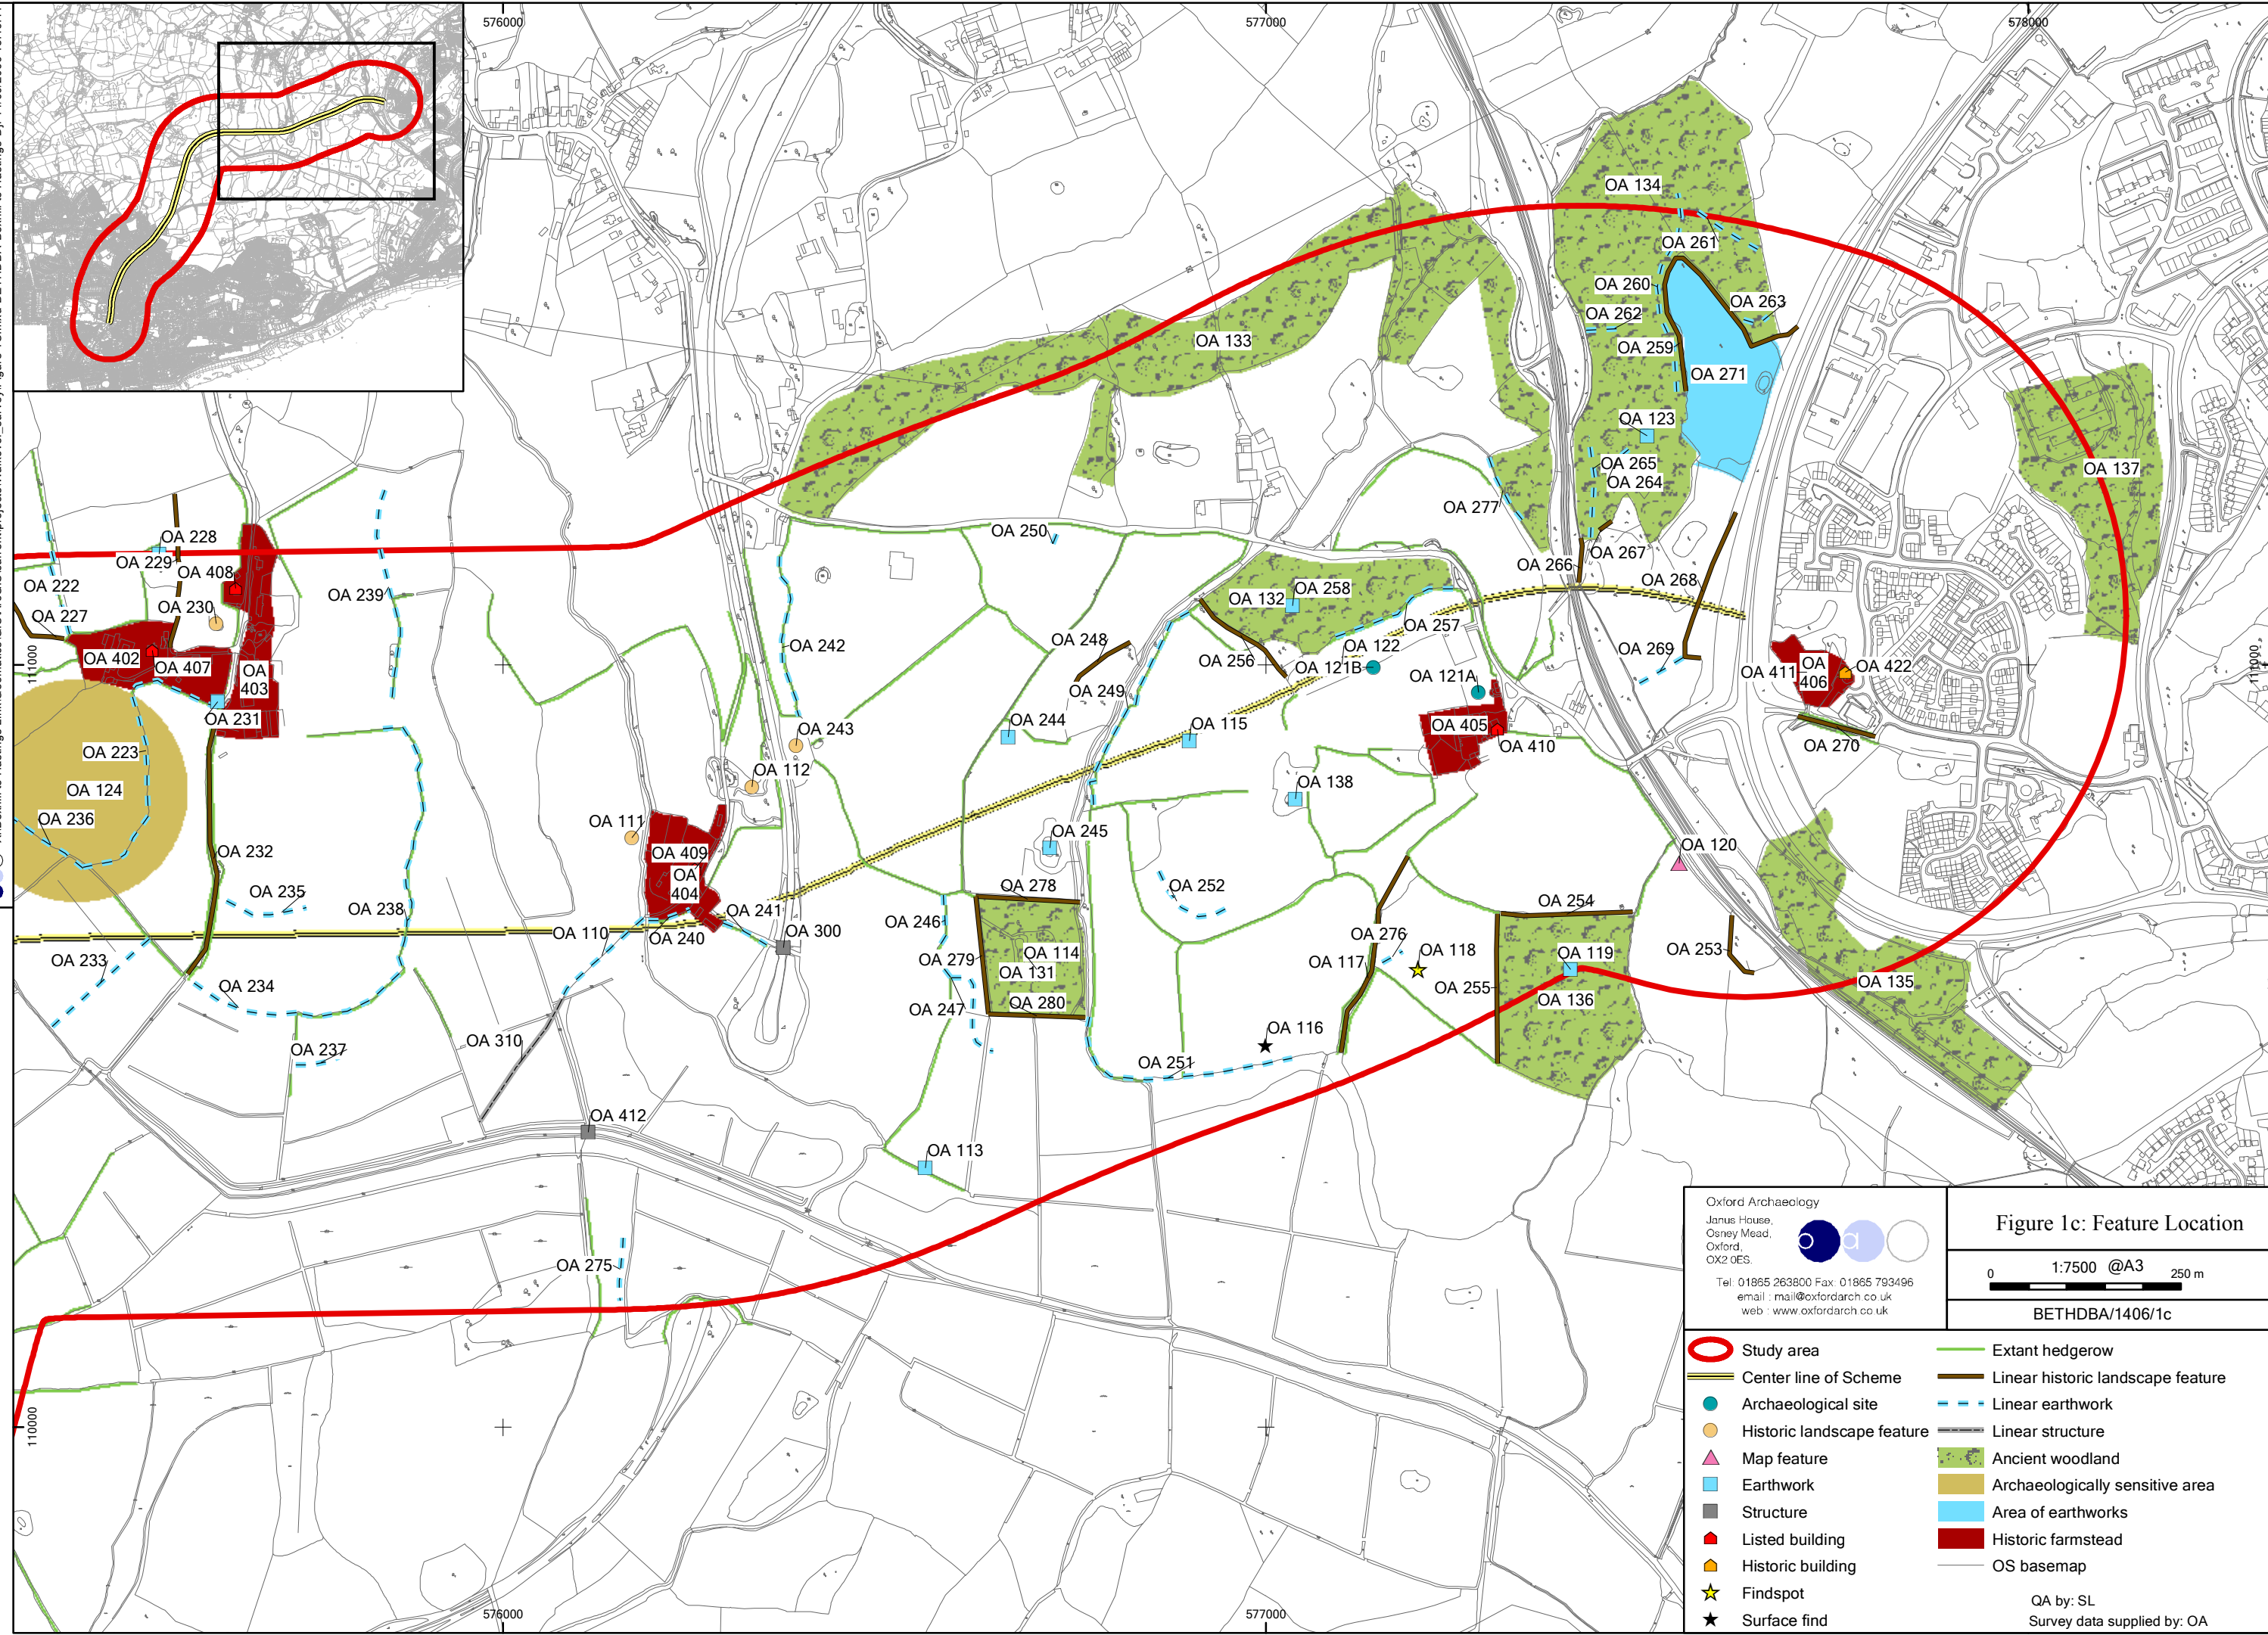 576000
577000
578000
OA 134
OA 261
OA 260
OA 263
OA 262
OA 133
OA 259
OA 271
OA 123
OA 265
OA 264
OA 137
OA 277
OA 250
OA 228
OA 229
OA 408
OA 222
OA 239
OA 230
OA 227
OA 266
OA 267
OA 268
OA 132
OA 258
OA 257
OA 242
OA 248
OA 122
OA 256
OA 121B
OA 269
111000
OA 402
OA 407
OA
403
OA 121A
OA 411
OA
406
OA 422
111000
OA 249
OA 231
OA 244
OA 115
OA 405
OA 410
OA 243
OA 270
OA 223
OA 112
OA 138
OA 124
OA 236
OA 111
OA 245
OA 120
OA 232
OA 409
OA
404
OA 235
OA 278
OA 252
OA 254
OA 238
OA 241
OA 246
OA 110
OA 240
OA 300
OA 276
OA 118
OA 119
OA 253
OA 233
OA 279
OA 114
OA 131
OA 117
OA 234
OA 255
OA 136
OA 135
OA 247
OA 280
OA 116
OA 310
OA 237
OA 251
OA 412
OA 113
OA 275
110000
576000
577000
Oxford Archaeology
Janus House,
Osney Mead,
Oxford,
OX2 0ES.
o a
Tel: 01865 263800 Fax: 01865 793496
email : mail@oxfordarch.co.uk
web : www.oxfordarch.co.uk
Figure 1c: Feature Location
1:7500 @A3
0 250 m
BETHDBA/1406/1c
Study area
Center line of Scheme
Archaeological site
Historic landscape feature
Map feature
Earthwork
Structure
Listed building
Historic building
Findspot
Surface find
Extant hedgerow
Linear historic landscape feature
Linear earthwork
Linear structure
Ancient woodland
Archaeologically sensitive area
Area of earthworks
Historic farmstead
OS basemap
QA by: SL
Survey data supplied by: OA